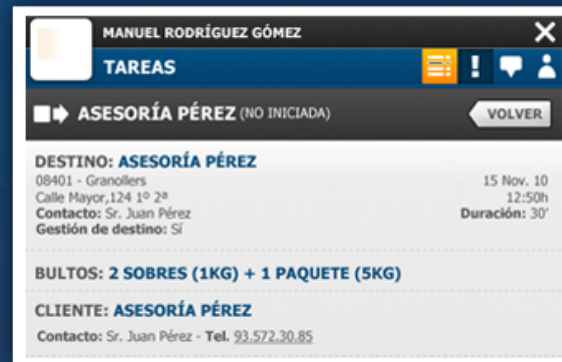 MANUEL RODRÍGUEZ GÓMEZ
TAREAS
ASESORÍA PÉREZ (NO INICIADA)
VOLVER
DESTINO: ASESORÍA PÉREZ
08401 - Granollers 15 Nov. 10
Calle Mayor,124 1º 2ª 12:50h
Contacto: Sr. Juan Pérez Duración: 30'
Gestión de destino: Sí
BULTOS: 2 SOBRES (1KG) + 1 PAQUETE (5KG)
CLIENTE: ASESORÍA PÉREZ
Contacto: Sr. Juan Pérez - Tel. 93.572.30.85